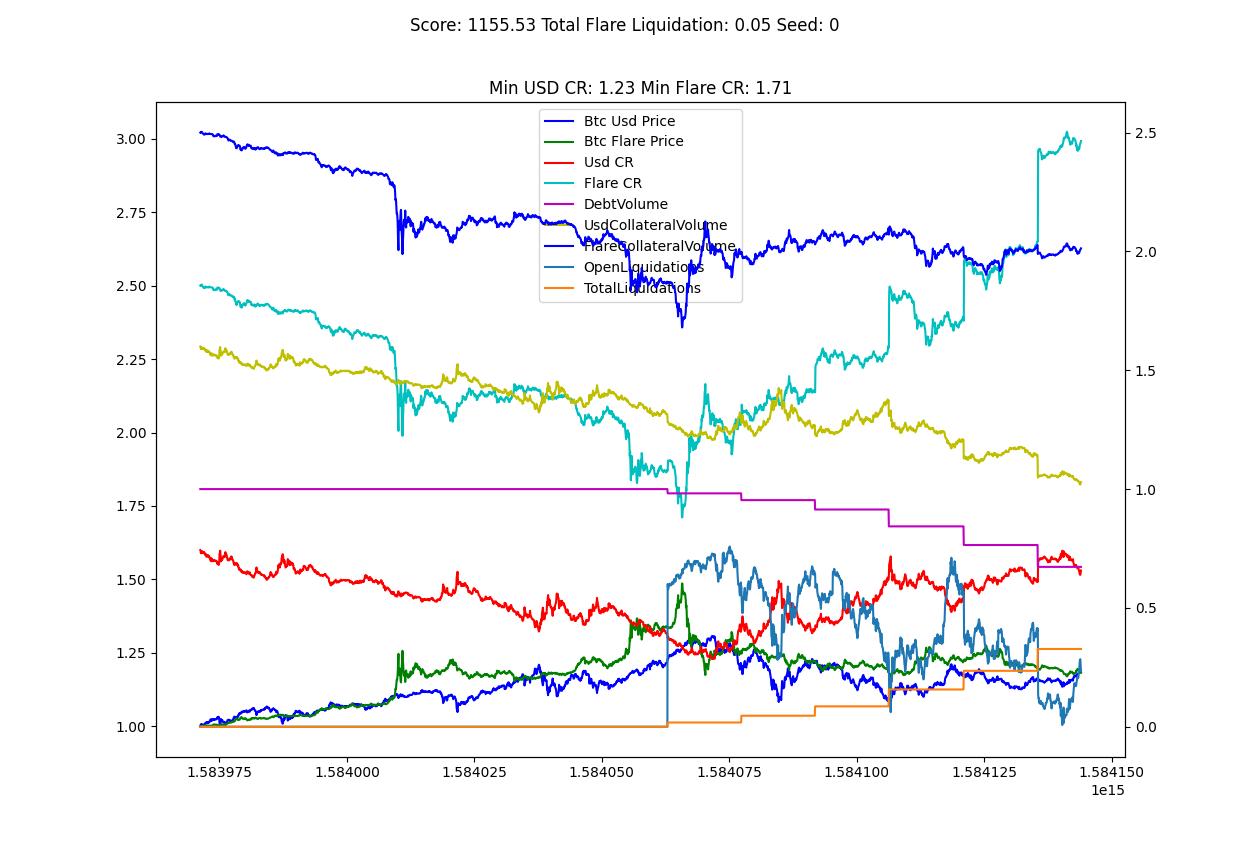 Score: 1155.53 Total Flare Liquidation: 0.05 Seed: 0
Min USD CR: 1.23 Min Flare CR: 1.71
Btc Usd Price
Btc Flare Price
Usd CR
Flare CR
DebtVolume
UsdCollateralVolume
FlareCollateralVolume
OpenLiquidations
TotalLiquidations
3.00
2.75
2.50
2.25
2.00
1.75
1.50
1.25
1.00
2.5
2.0
1.5
1.0
0.5
0.0
1.583975 1.584000 1.584025 1.584050 1.584075 1.584100 1.584125 1.584150
1e15